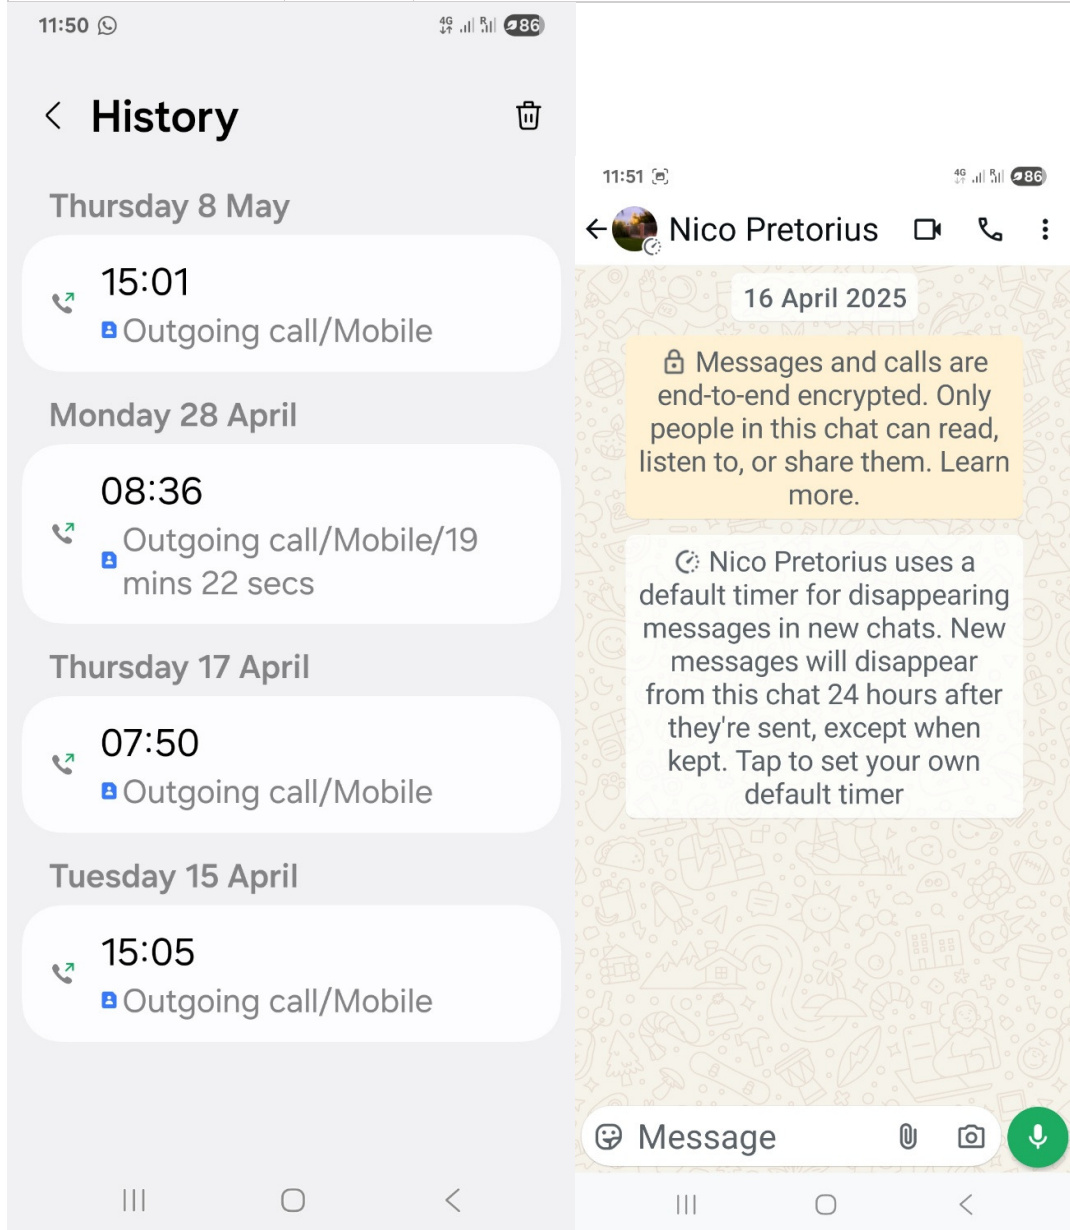 11:50
4G R 86
History
Thursday 8 May
15:01
Outgoing call/Mobile
Monday 28 April
08:36
Outgoing call/Mobile/19
mins 22 secs
Thursday 17 April
07:50
Outgoing call/Mobile
Tuesday 15 April
15:05
Outgoing call/Mobile
11:51
4G R 86
Nico Pretorius
16 April 2025
Messages and calls are
end-to-end encrypted. Only
people in this chat can read,
listen to, or share them. Learn
more.
Nico Pretorius uses a
default timer for disappearing
messages in new chats. New
messages will disappear
from this chat 24 hours after
they're sent, except when
kept. Tap to set your own
default timer
Message